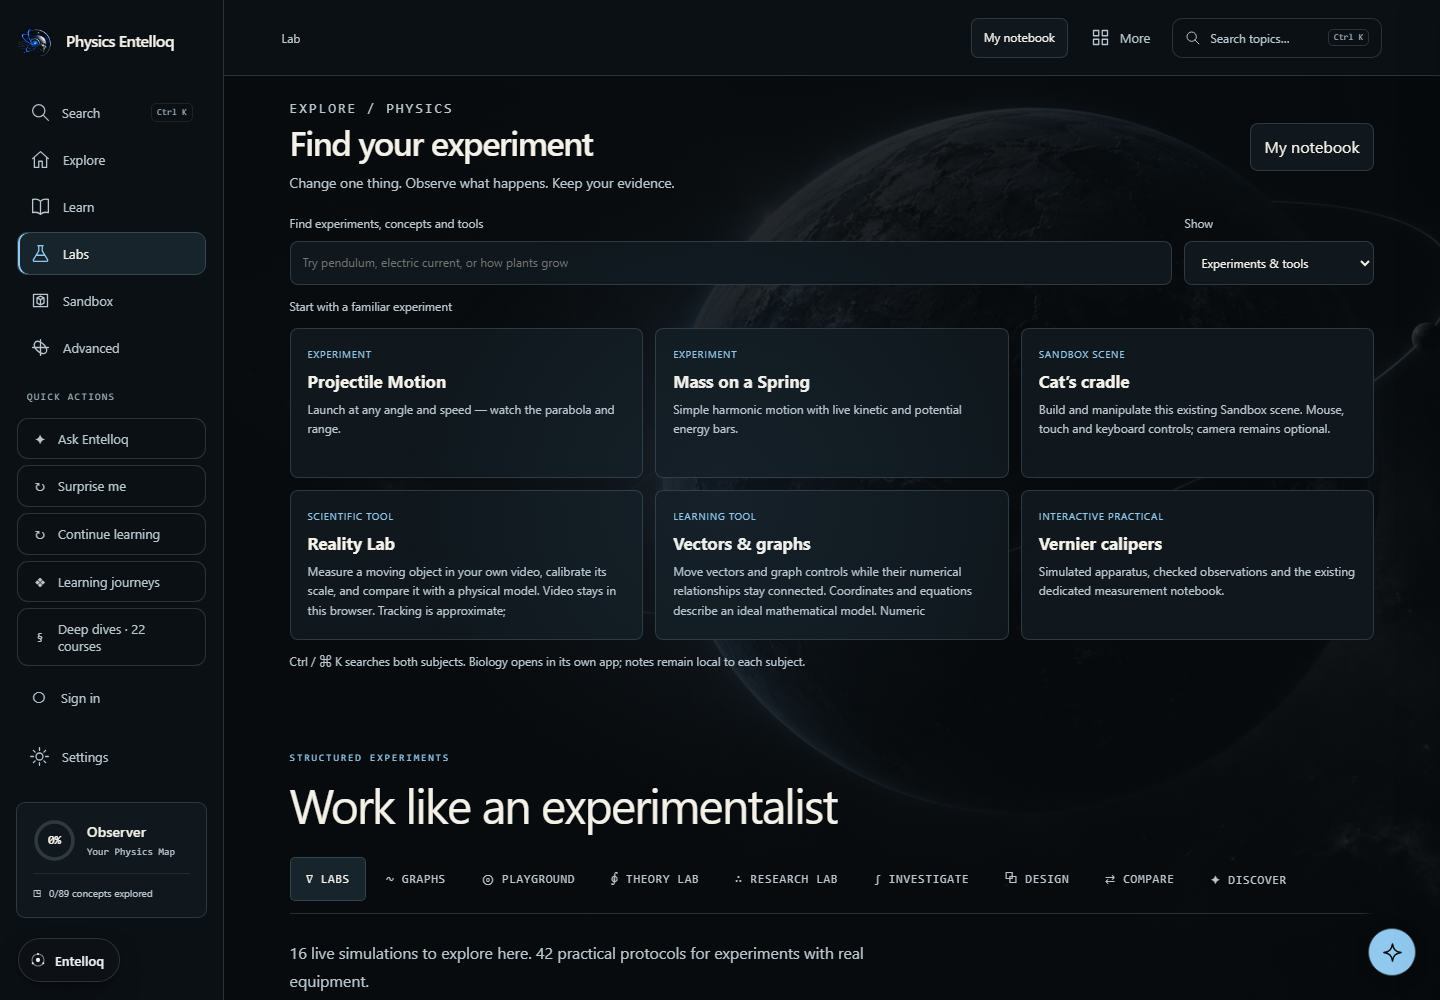 Physics Entelloq
Search Ctrl K
Explore
Learn
Labs
Sandbox
Advanced
QUICK ACTIONS
Ask Entelloq
Surprise me
Continue learning
Learning journeys
Deep dives · 22
courses
Sign in
Settings
0% Observer
Your Physics Map
0/89 concepts explored
Entelloq
Lab
My notebook
More
Search topics... Ctrl K
EXPLORE / PHYSICS
Find your experiment
Change one thing. Observe what happens. Keep your evidence.
My notebook
Find experiments, concepts and tools
Show
Try pendulum, electric current, or how plants grow
Experiments & tools
Start with a familiar experiment
EXPERIMENT
Projectile Motion
Launch at any angle and speed — watch the parabola and
range.
EXPERIMENT
Mass on a Spring
Simple harmonic motion with live kinetic and potential
energy bars.
SANDBOX SCENE
Cat's cradle
Build and manipulate this existing Sandbox scene. Mouse,
touch and keyboard controls; camera remains optional.
SCIENTIFIC TOOL
Reality Lab
Measure a moving object in your own video, calibrate its
scale, and compare it with a physical model. Video stays in
this browser. Tracking is approximate;
LEARNING TOOL
Vectors & graphs
Move vectors and graph controls while their numerical
relationships stay connected. Coordinates and equations
describe an ideal mathematical model. Numeric
INTERACTIVE PRACTICAL
Vernier calipers
Simulated apparatus, checked observations and the existing
dedicated measurement notebook.
Ctrl / ⌘ K searches both subjects. Biology opens in its own app; notes remain local to each subject.
STRUCTURED EXPERIMENTS
Work like an experimentalist
∇ LABS
~ GRAPHS
◎ PLAYGROUND
∮ THEORY LAB
∴ RESEARCH LAB
∫ INVESTIGATE
DESIGN
⇄ COMPARE
✦ DISCOVER
16 live simulations to explore here. 42 practical protocols for experiments with real
equipment.